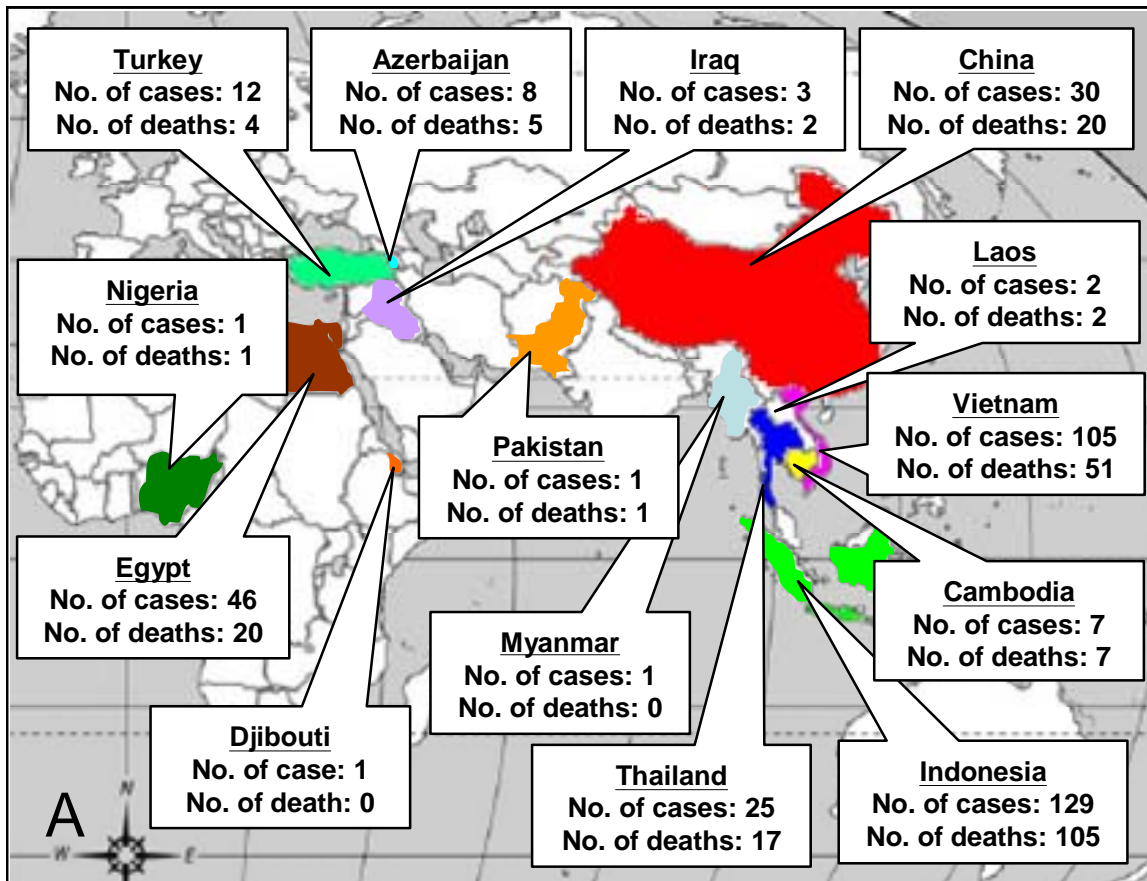 Turkey
No. of cases: 12
No. of deaths: 4
Azerbaijan
No. of cases: 8
No. of deaths: 5
Iraq
No. of cases: 3
No. of deaths: 2
China
No. of cases: 30
No. of deaths: 20
Nigeria
No. of cases: 1
No. of deaths: 1
Laos
No. of cases: 2
No. of deaths: 2
Pakistan
No. of cases: 1
No. of deaths: 1
Vietnam
No. of cases: 105
No. of deaths: 51
Egypt
No. of cases: 46
No. of deaths: 20
Myanmar
No. of cases: 1
No. of deaths: 0
Cambodia
No. of cases: 7
No. of deaths: 7
Djibouti
No. of case: 1
No. of death: 0
Thailand
No. of cases: 25
No. of deaths: 17
Indonesia
No. of cases: 129
No. of deaths: 105
A
N
W E